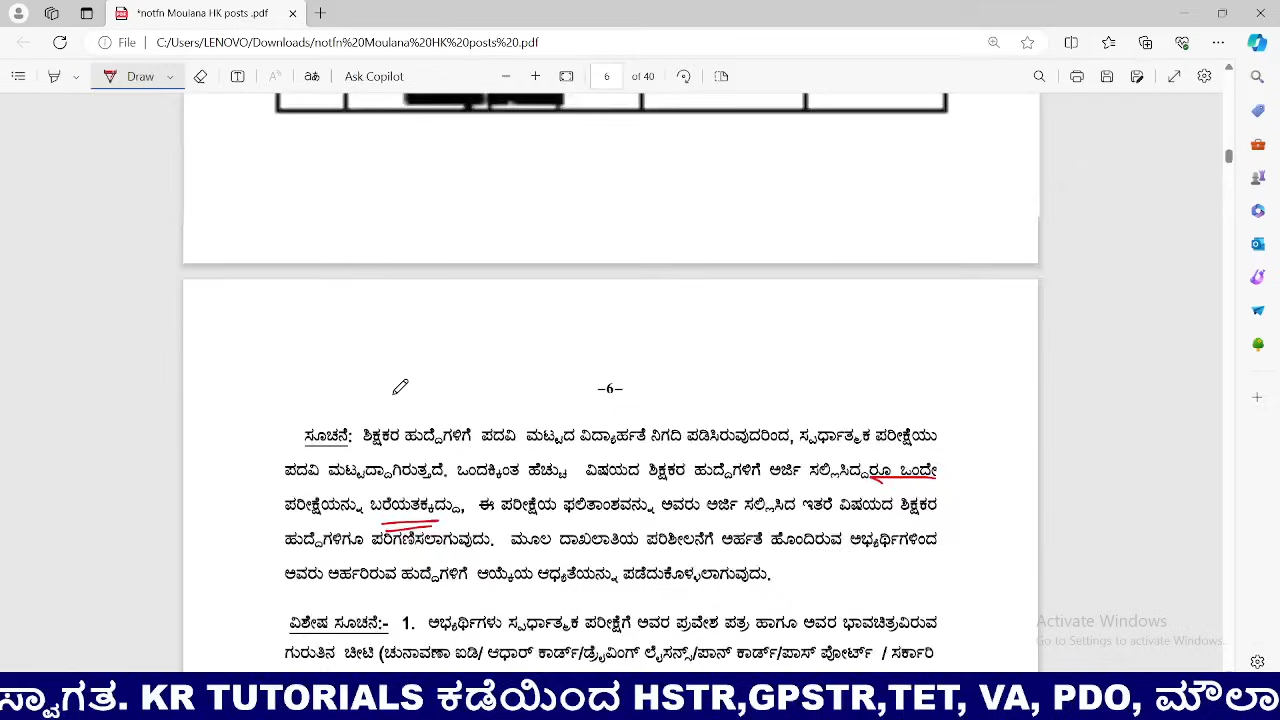 *notfn Moulana HK posts .pdf
File C:/Users/LENOVO/Downloads/notfn%20Moulana%20HK%20posts%20.pdf
Draw Ask Copilot 6 of 40
–6–
ಸೂಚನೆ: ಶಿಕ್ಷಕರ ಹುದ್ದೆಗಳಿಗೆ ಪದವಿ ಮಟ್ಟದ ವಿದ್ಯಾರ್ಹತೆ ನಿಗದಿ ಪಡಿಸಿರುವುದರಿಂದ, ಸ್ಪರ್ಧಾತ್ಮಕ ಪರೀಕ್ಷೆಯು
ಪದವಿ ಮಟ್ಟದ್ದಾಗಿರುತ್ತದೆ. ಒಂದಕ್ಕಿಂತ ಹೆಚ್ಚು ವಿಷಯದ ಶಿಕ್ಷಕರ ಹುದ್ದೆಗಳಿಗೆ ಅರ್ಜಿ ಸಲ್ಲಿಸಿದ್ದರೂ ಒಂದೇ
ಪರೀಕ್ಷೆಯನ್ನು ಬರೆಯತಕ್ಕದ್ದು, ಈ ಪರೀಕ್ಷೆಯ ಫಲಿತಾಂಶವನ್ನು ಅವರು ಅರ್ಜಿ ಸಲ್ಲಿಸಿದ ಇತರೆ ವಿಷಯದ ಶಿಕ್ಷಕರ
ಹುದ್ದೆಗಳಿಗೂ ಪರಿಗಣಿಸಲಾಗುವುದು. ಮೂಲ ದಾಖಲಾತಿಯ ಪರಿಶೀಲನೆಗೆ ಅರ್ಹತೆ ಹೊಂದಿರುವ ಅಭ್ಯರ್ಥಿಗಳಿಂದ
ಅವರು ಅರ್ಹರಿರುವ ಹುದ್ದೆಗಳಿಗೆ ಆಯ್ಕೆಯ ಆಧ್ಯತೆಯನ್ನು ಪಡೆದುಕೊಳ್ಳಲಾಗುವುದು.
ವಿಶೇಷ ಸೂಚನೆ:- 1. ಅಭ್ಯರ್ಥಿಗಳು ಸ್ಪರ್ಧಾತ್ಮಕ ಪರೀಕ್ಷೆಗೆ ಅವರ ಪ್ರವೇಶ ಪತ್ರ ಹಾಗೂ ಅವರ ಭಾವಚಿತ್ರವಿರುವ
ಗುರುತಿನ ಚೀಟಿ (ಚುನಾವಣಾ ಐಡಿ/ ಆಧಾರ್ ಕಾರ್ಡ್/ಡ್ರೈವಿಂಗ್ ಲೈಸನ್ಸ್/ಪಾನ್ ಕಾರ್ಡ್/ಪಾಸ್ ಪೋರ್ಟ್ / ಸರ್ಕಾರಿ
Activate Windows
Go to Settings to activate Windows.
ಸ್ವಾಗತ. KR TUTORIALS ಕಡೆಯಿಂದ HSTR,GPSTR,TET, VA, PDO, ಮೌಲಾ